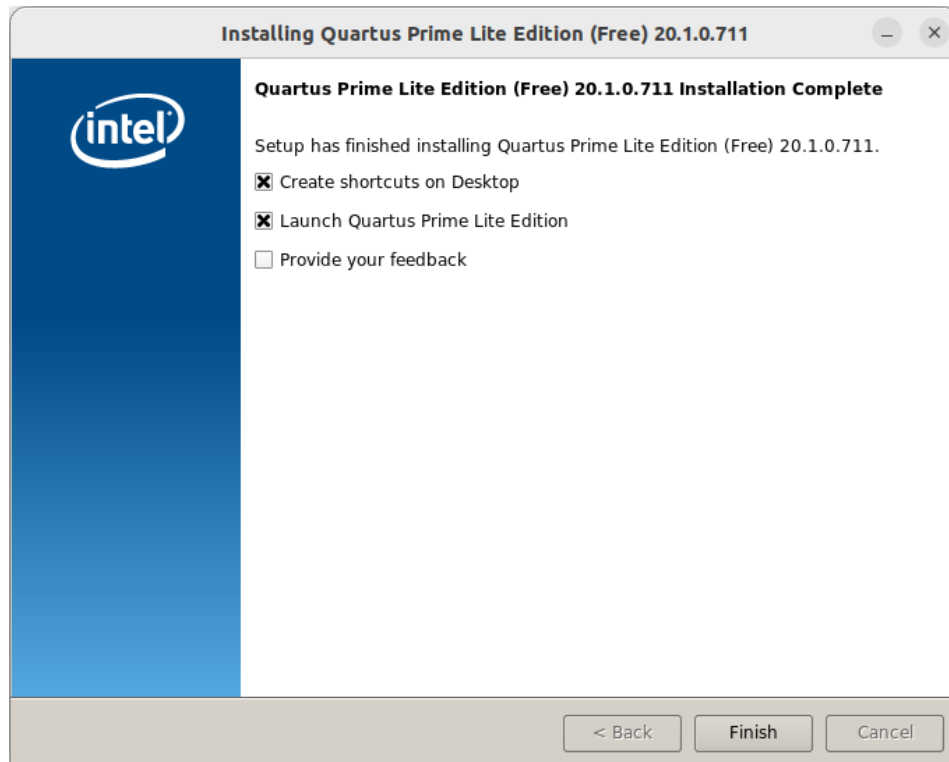 Installing Quartus Prime Lite Edition (Free) 20.1.0.711
intel
Quartus Prime Lite Edition (Free) 20.1.0.711 Installation Complete
Setup has finished installing Quartus Prime Lite Edition (Free) 20.1.0.711.
Create shortcuts on Desktop
Launch Quartus Prime Lite Edition
Provide your feedback
< Back
Finish
Cancel